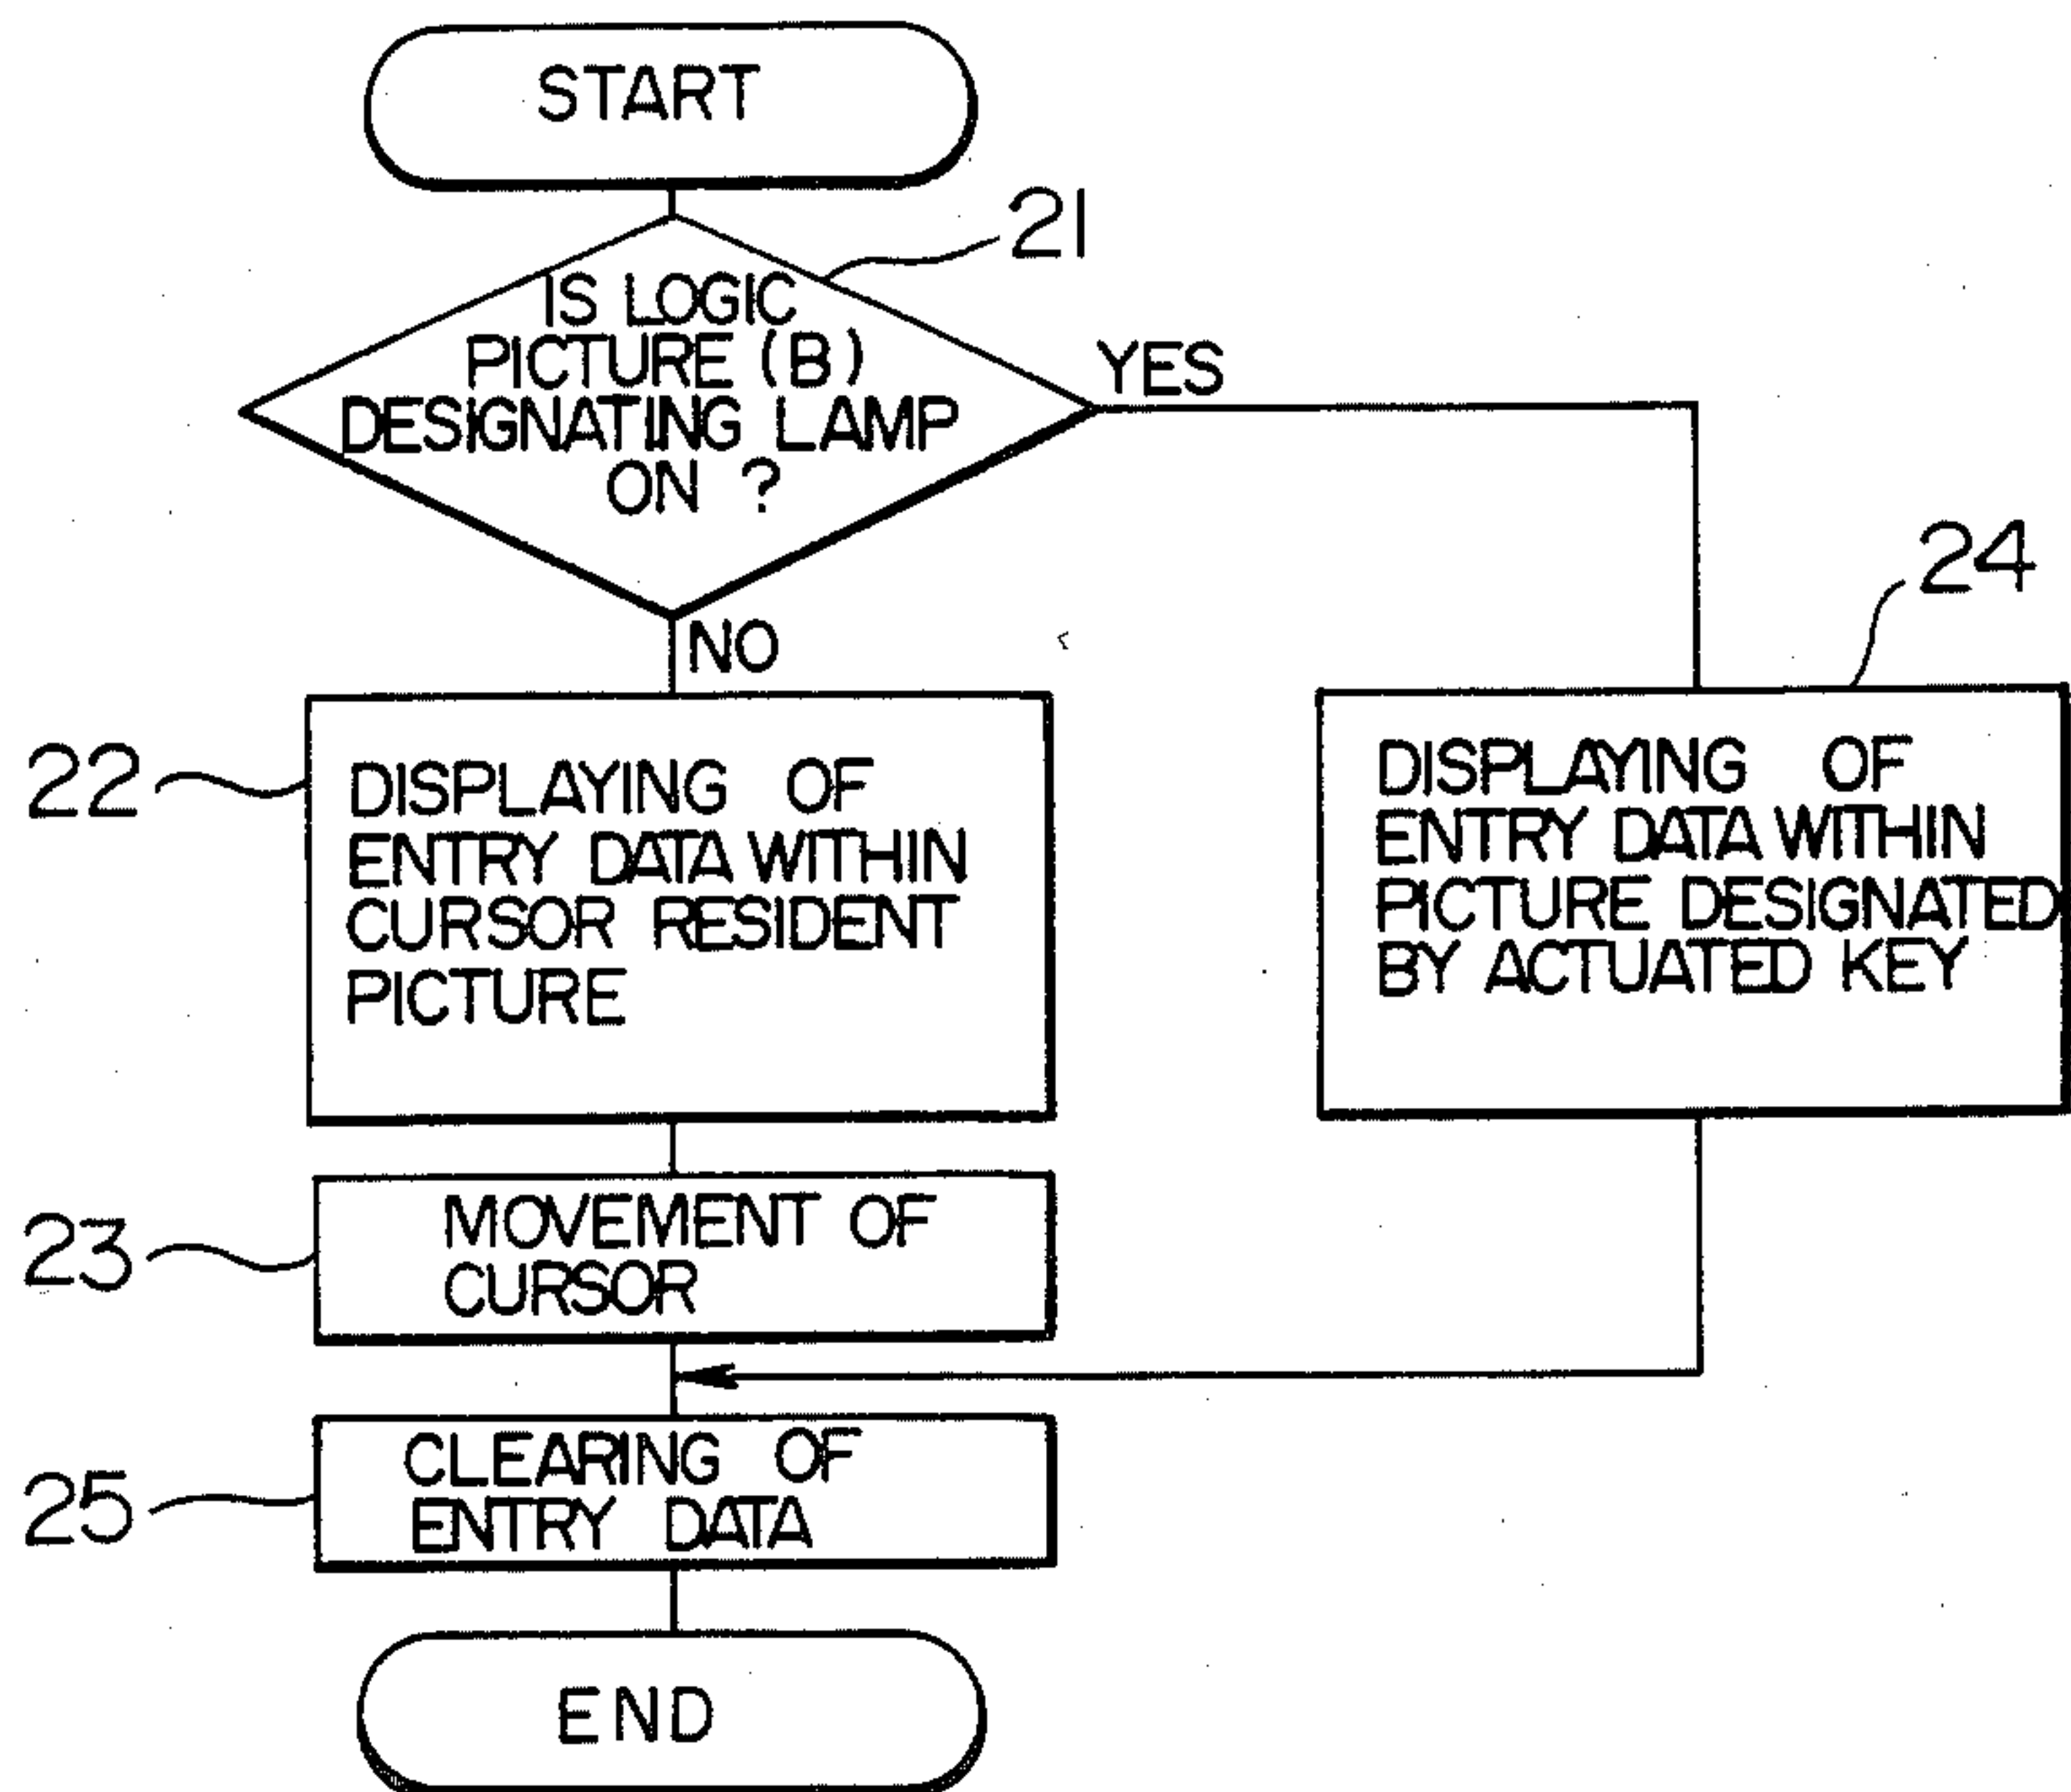 START
21
IS LOGIC
PICTURE (B)
DESIGNATING LAMP
ON ?
YES
NO
22
DISPLAYING OF
ENTRY DATA WITHIN
CURSOR RESIDENT
PICTURE
24
DISPLAYING OF
ENTRY DATA WITHIN
PICTURE DESIGNATED
BY ACTUATED KEY
23
MOVEMENT OF
CURSOR
25
CLEARING OF
ENTRY DATA
END